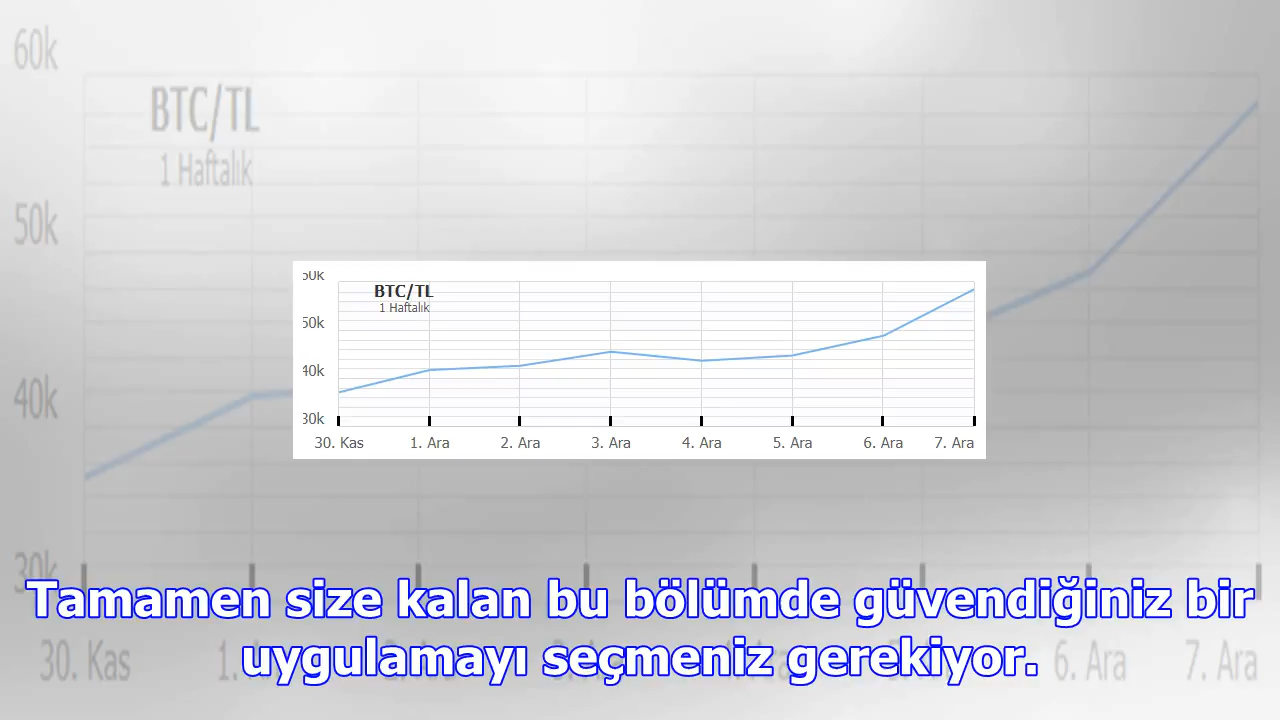 60k
BTC/TL
1 Haftalık
50k
40k
30k
BTC/TL
1 Haftalık
50k
40k
30k
30. Kas 1. Ara 2. Ara 3. Ara 4. Ara 5. Ara 6. Ara 7. Ara
Tamamen size kalan bu bölümde güvendiğiniz bir
uygulamayı seçmeniz gerekiyor.
30. Kas 6. Ara 7. Ara